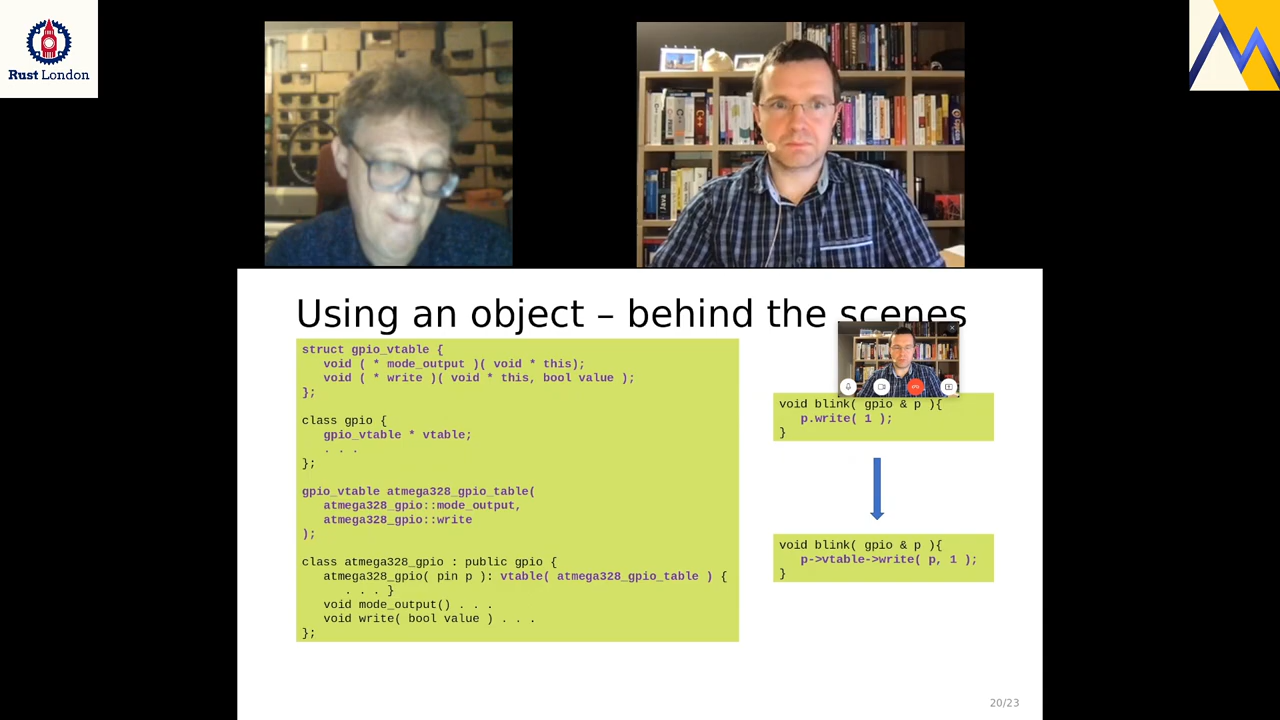 Rust London
C++
C++
Java
Using an object – behind the scenes
struct gpio_vtable {
void ( * mode_output )( void * this);
void ( * write )( void * this, bool value );
};
class gpio {
gpio_vtable * vtable;
. . .
};
gpio_vtable atmega328_gpio_table(
atmega328_gpio::mode_output,
atmega328_gpio::write
);
class atmega328_gpio : public gpio {
atmega328_gpio( pin p ): vtable( atmega328_gpio_table ) {
. . . }
void mode_output() . . .
void write( bool value ) . . .
};
void blink( gpio & p ){
p.write( 1 );
}
void blink( gpio & p ){
p->vtable->write( p, 1 );
}
20/23